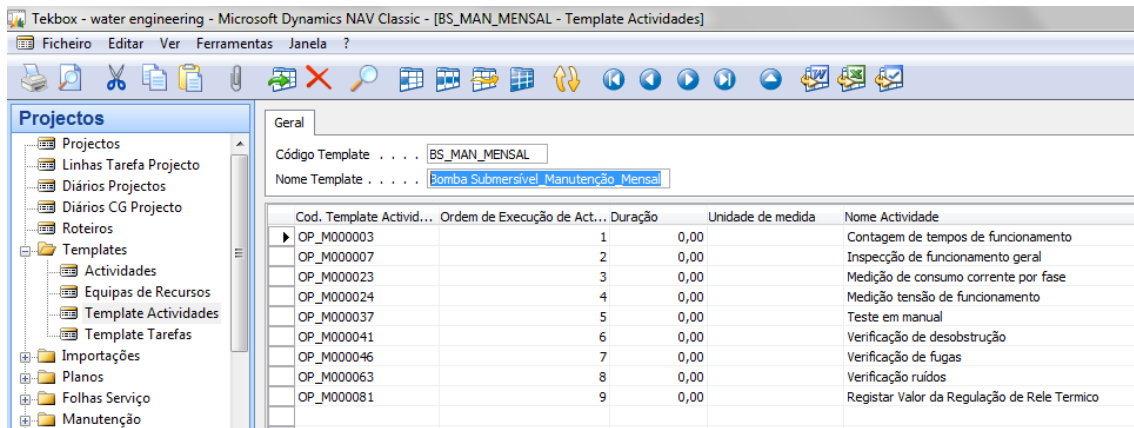 Tekbox - water engineering - Microsoft Dynamics NAV Classic - [BS_MAN_MENSAL - Template Actividades]
Ficheiro Editar Ver Ferramentas Janela ?
Projectos
Projectos
Linhas Tarefa Projecto
Diários Projectos
Diários CG Projecto
Roteiros
Templates
Actividades
Equipas de Recursos
Template Actividades
Template Tarefas
Importações
Planos
Folhas Serviço
Manutenção
Geral
Código Template . . . . BS_MAN_MENSAL
Nome Template . . . . . Bomba Submersível_Manutenção_Mensal
Cod. Template Activid... Ordem de Execução de Act... Duração Unidade de medida Nome Actividade
OP_M000003 1 0,00 Contagem de tempos de funcionamento
OP_M000007 2 0,00 Inspecção de funcionamento geral
OP_M000023 3 0,00 Medição de consumo corrente por fase
OP_M000024 4 0,00 Medição tensão de funcionamento
OP_M000037 5 0,00 Teste em manual
OP_M000041 6 0,00 Verificação de desobstrução
OP_M000046 7 0,00 Verificação de fugas
OP_M000063 8 0,00 Verificação ruídos
OP_M000081 9 0,00 Registar Valor da Regulação de Rele Termico